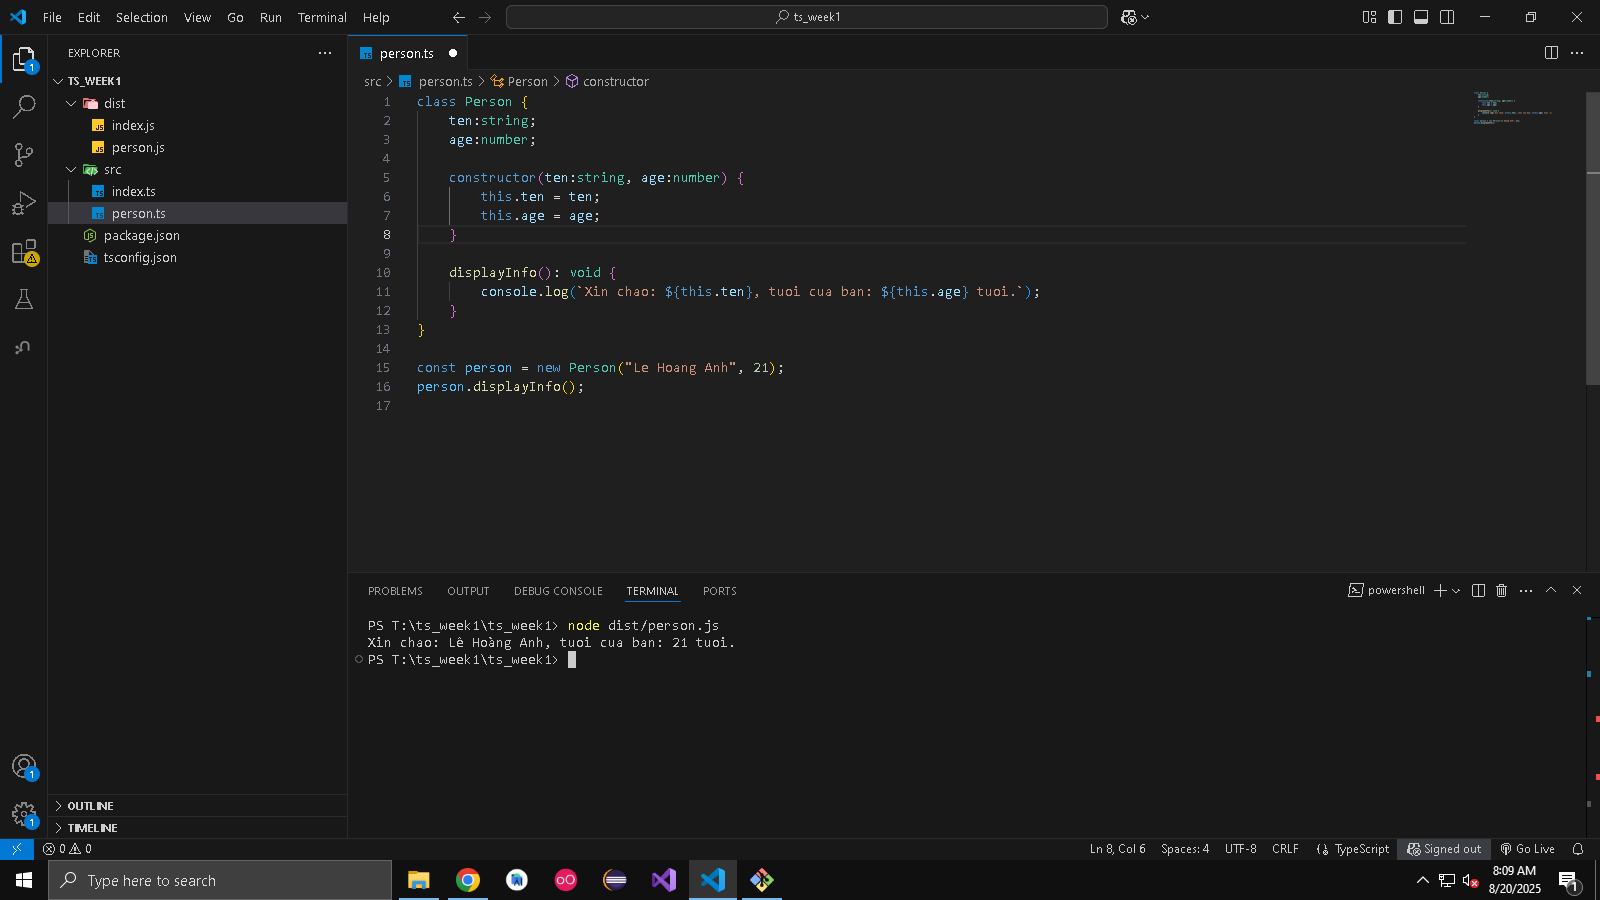 File Edit Selection View Go Run Terminal Help
ts_week1
EXPLORER
TS_WEEK1
dist
index.js
person.js
src
index.ts
person.ts
package.json
tsconfig.json
OUTLINE
TIMELINE
person.ts
src > person.ts > Person > constructor
1 class Person {
2     ten:string;
3     age:number;
4
5     constructor(ten:string, age:number) {
6         this.ten = ten;
7         this.age = age;
8     }
9
10     displayInfo(): void {
11         console.log(`Xin chao: ${this.ten}, tuoi cua ban: ${this.age} tuoi.`);
12     }
13 }
14
15 const person = new Person("Le Hoang Anh", 21);
16 person.displayInfo();
17
PROBLEMS OUTPUT DEBUG CONSOLE TERMINAL PORTS
powershell
PS T:\ts_week1\ts_week1> node dist/person.js
Xin chao: Lê Hoàng Anh, tuoi cua ban: 21 tuoi.
PS T:\ts_week1\ts_week1>
0 0
Ln 8, Col 6 Spaces: 4 UTF-8 CRLF TypeScript Signed out Go Live
Type here to search
8:09 AM
8/20/2025